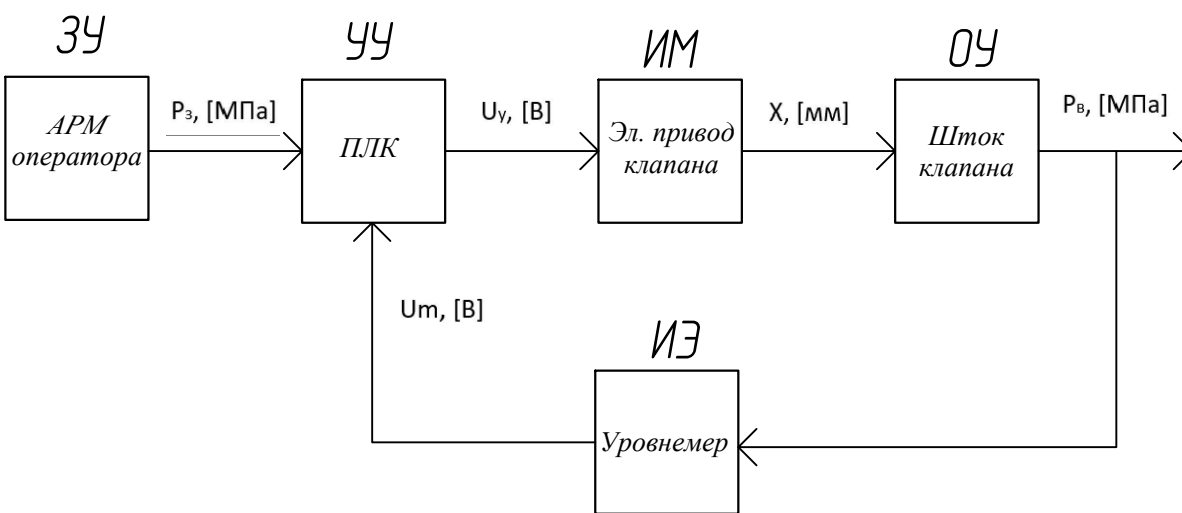 ЗУ
УУ
ИМ
ОУ
АРМ
оператора
Pз, [МПа]
ПЛК
Uу, [В]
Эл. привод
клапана
X, [мм]
Шток
клапана
Pв, [МПа]
Um, [В]
ИЭ
Уровнемер